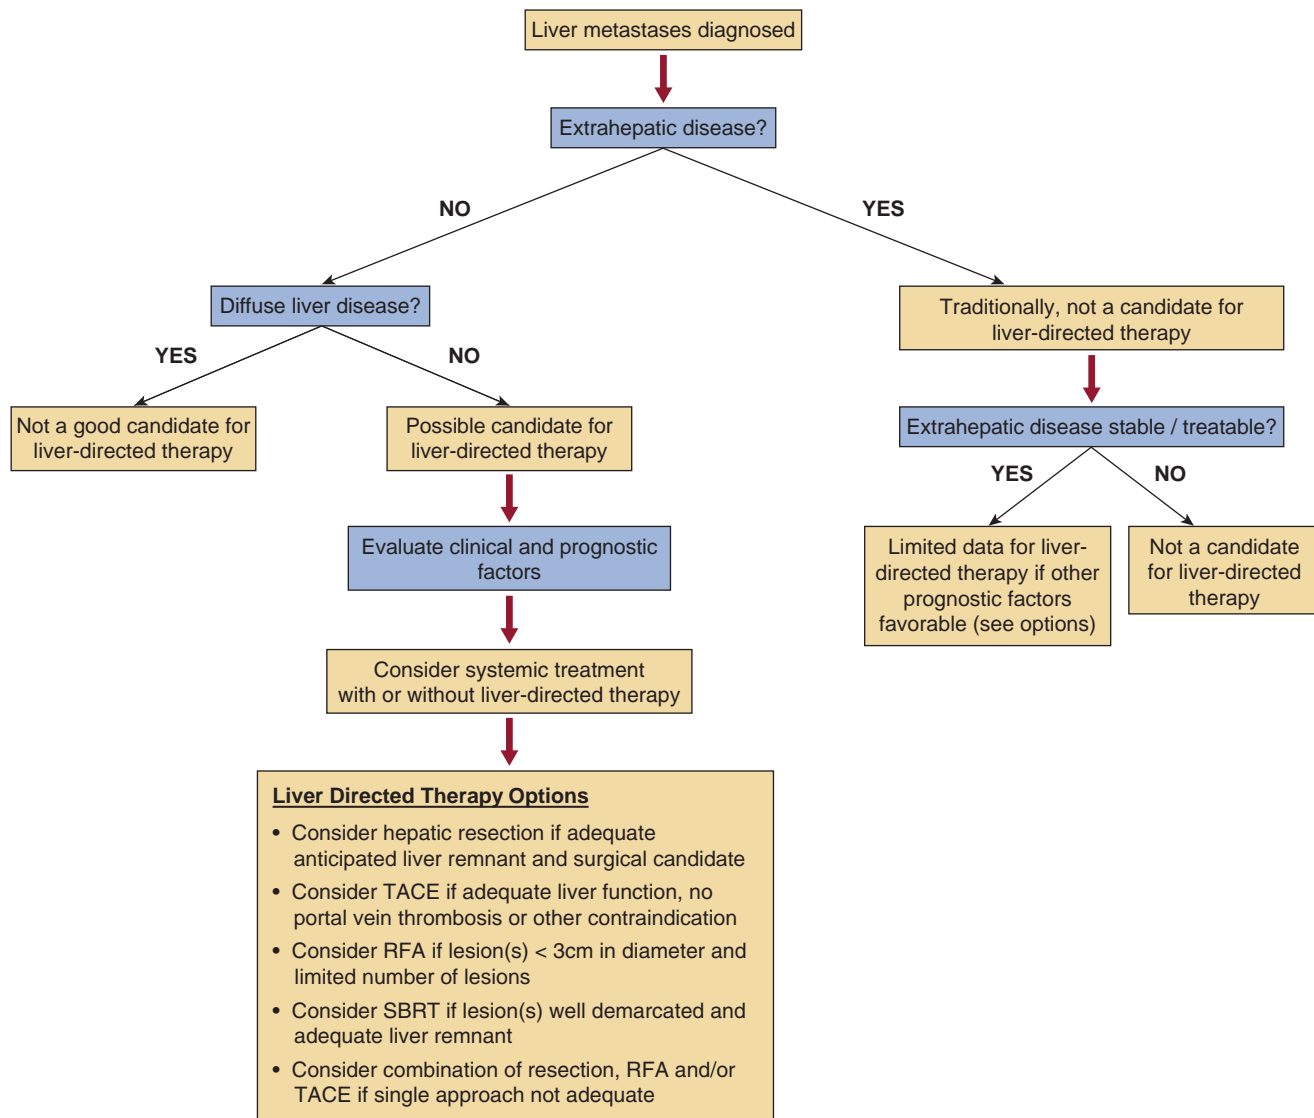 Liver metastases diagnosed
Extrahepatic disease?
NO
YES
Diffuse liver disease?
Traditionally, not a candidate for
liver-directed therapy
YES
NO
Not a good candidate for
liver-directed therapy
Possible candidate for
liver-directed therapy
Extrahepatic disease stable / treatable?
YES
NO
Evaluate clinical and prognostic
factors
Limited data for liver-
directed therapy if other
prognostic factors
favorable (see options)
Not a candidate
for liver-directed
therapy
Consider systemic treatment
with or without liver-directed therapy
Liver Directed Therapy Options
• Consider hepatic resection if adequate
anticipated liver remnant and surgical candidate
• Consider TACE if adequate liver function, no
portal vein thrombosis or other contraindication
• Consider RFA if lesion(s) < 3cm in diameter and
limited number of lesions
• Consider SBRT if lesion(s) well demarcated and
adequate liver remnant
• Consider combination of resection, RFA and/or
TACE if single approach not adequate